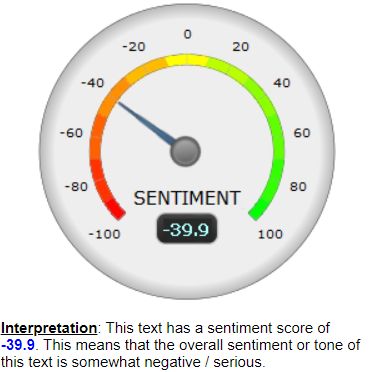 0
-20 20
-40 40
-60 60
-80 80
SENTIMENT
-100 100
-39.9
Interpretation: This text has a sentiment score of
-39.9. This means that the overall sentiment or tone of
this text is somewhat negative / serious.